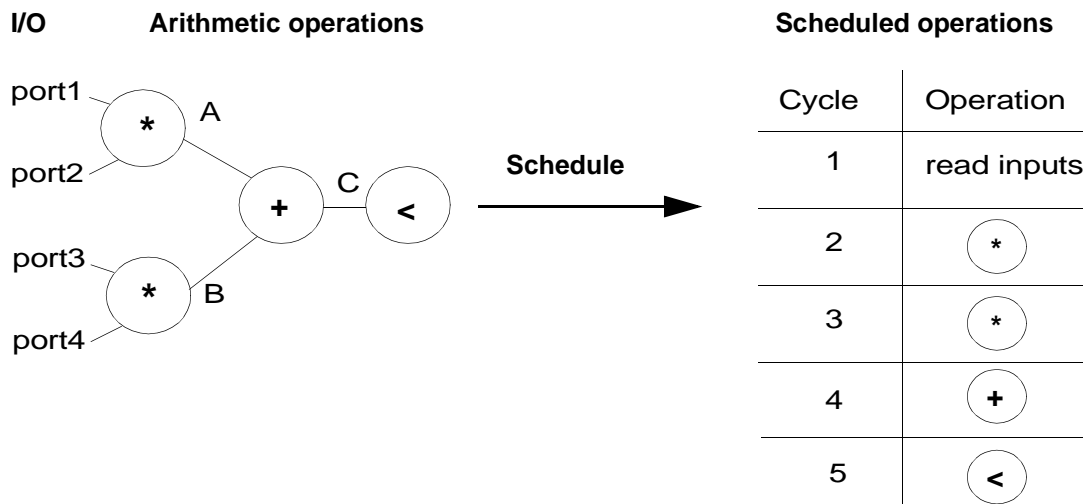 I/O Arithmetic operations Scheduled operations
port1
*
A
port2
+
C
<
port3
*
B
port4
Schedule
Cycle Operation
1 read inputs
2 *
3 *
4 +
5 <